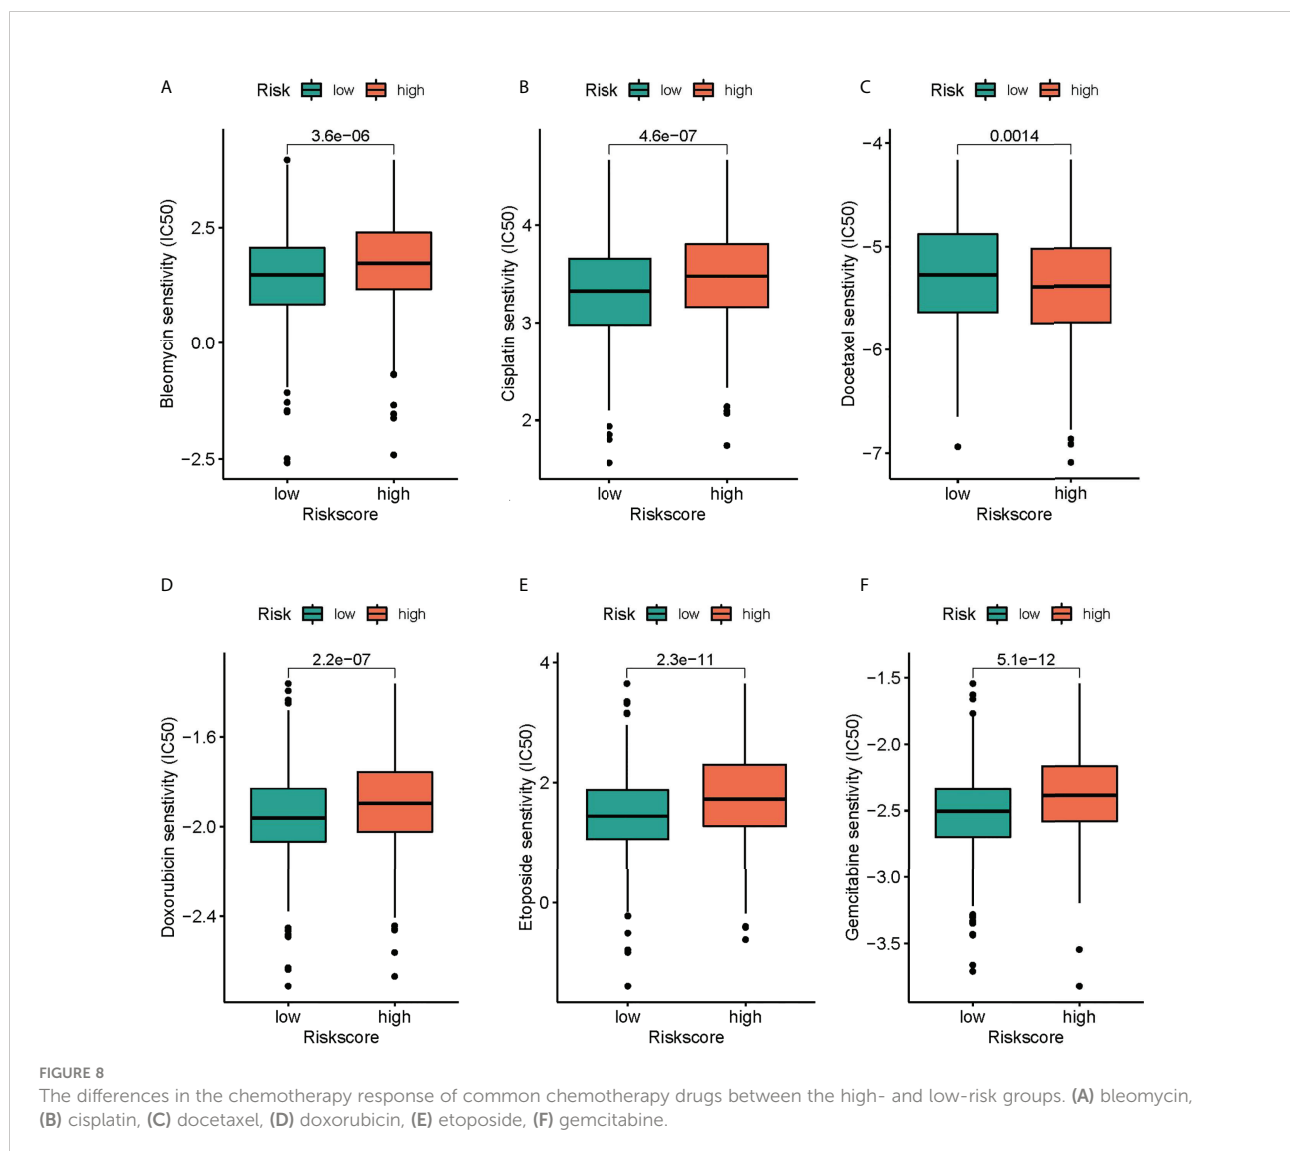 A
Risk low high
3.6e−06
Bleomycin senstivity (IC50)
2.5
0.0
−2.5
low high
Riskscore
B
Risk low high
4.6e−07
Cisplatin senstivity (IC50)
4
3
2
low high
Riskscore
C
Risk low high
0.0014
Docetaxel senstivity (IC50)
−4
−5
−6
−7
low high
Riskscore
D
Risk low high
2.2e−07
Doxorubicin senstivity (IC50)
−1.6
−2.0
−2.4
low high
Riskscore
E
Risk low high
2.3e−11
Etoposide senstivity (IC50)
4
2
0
low high
Riskscore
F
Risk low high
5.1e−12
Gemcitabine senstivity (IC50)
−1.5
−2.0
−2.5
−3.0
−3.5
low high
Riskscore
FIGURE 8
The differences in the chemotherapy response of common chemotherapy drugs between the high- and low-risk groups. (A) bleomycin,
(B) cisplatin, (C) docetaxel, (D) doxorubicin, (E) etoposide, (F) gemcitabine.